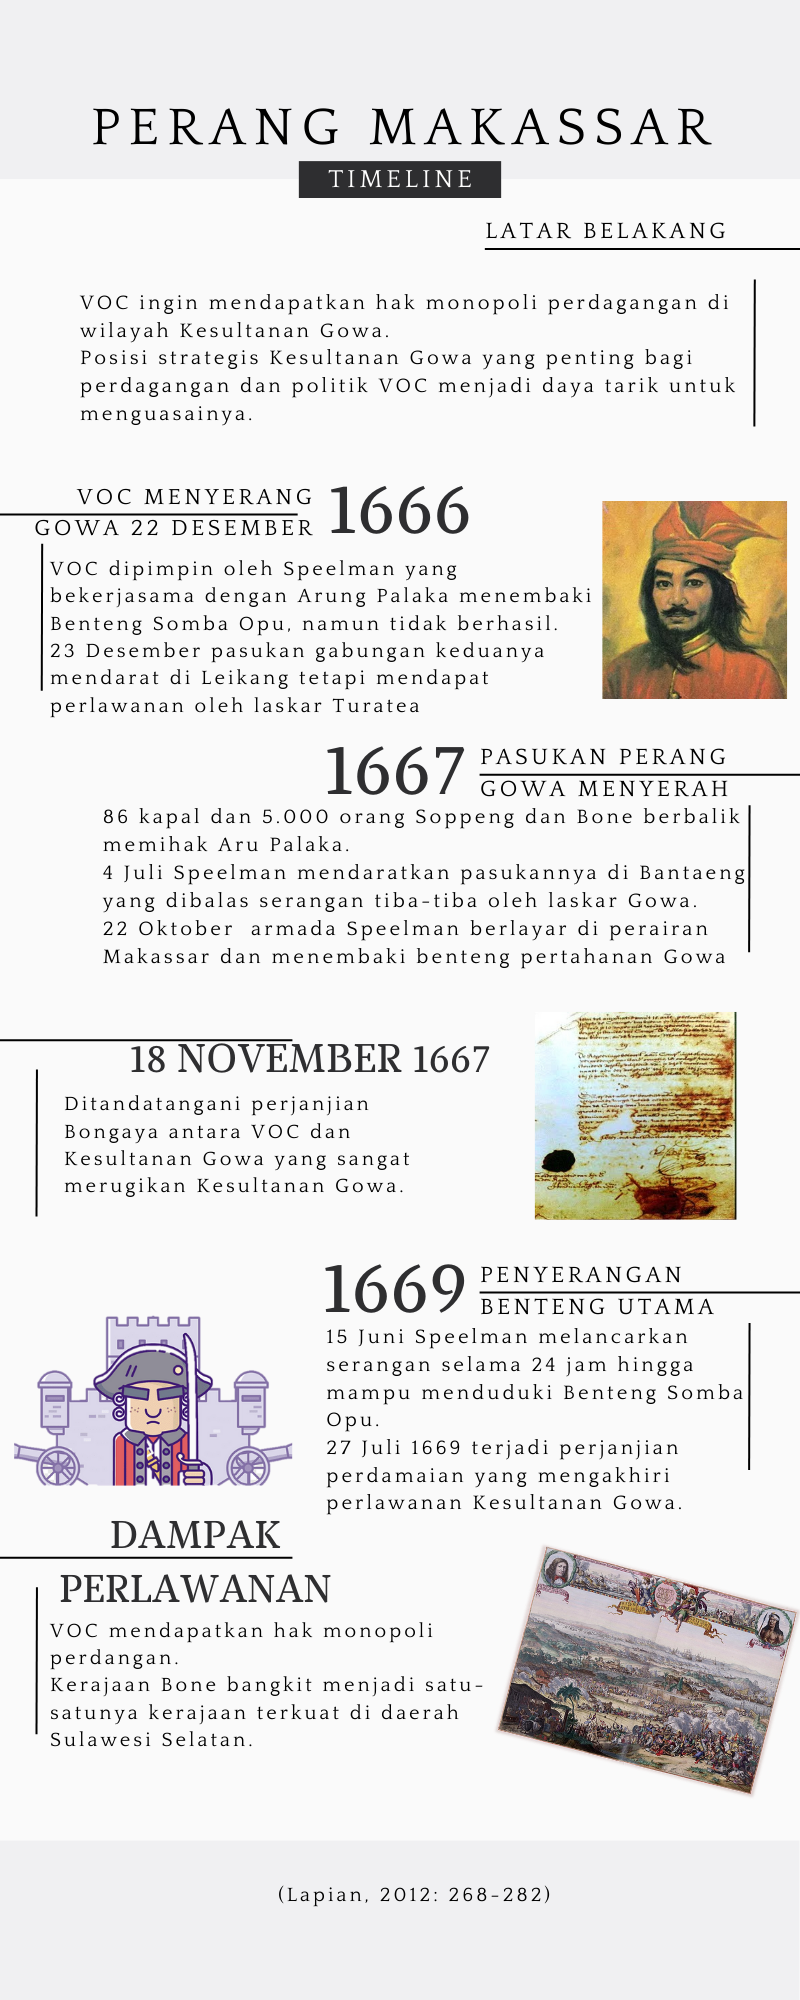 PERANG MAKASSAR
TIMELINE
LATAR BELAKANG
VOC ingin mendapatkan hak monopoli perdagangan di
wilayah Kesultanan Gowa.
Posisi strategis Kesultanan Gowa yang penting bagi
perdagangan dan politik VOC menjadi daya tarik untuk
menguasainya.
VOC MENYERANG
GOWA 22 DESEMBER
1666
VOC dipimpin oleh Speelman yang
bekerjasama dengan Arung Palaka menembaki
Benteng Somba Opu, namun tidak berhasil.
23 Desember pasukan gabungan keduanya
mendarat di Leikang tetapi mendapat
perlawanan oleh laskar Turatea
1667
PASUKAN PERANG
GOWA MENYERAH
86 kapal dan 5.000 orang Soppeng dan Bone berbalik
memihak Aru Palaka.
4 Juli Speelman mendaratkan pasukannya di Bantaeng
yang dibalas serangan tiba-tiba oleh laskar Gowa.
22 Oktober  armada Speelman berlayar di perairan
Makassar dan menembaki benteng pertahanan Gowa
18 NOVEMBER 1667
Ditandatangani perjanjian
Bongaya antara VOC dan
Kesultanan Gowa yang sangat
merugikan Kesultanan Gowa.
1669
PENYERANGAN
BENTENG UTAMA
15 Juni Speelman melancarkan
serangan selama 24 jam hingga
mampu menduduki Benteng Somba
Opu.
27 Juli 1669 terjadi perjanjian
perdamaian yang mengakhiri
perlawanan Kesultanan Gowa.
DAMPAK
PERLAWANAN
VOC mendapatkan hak monopoli
perdangan.
Kerajaan Bone bangkit menjadi satu-
satunya kerajaan terkuat di daerah
Sulawesi Selatan.
(Lapian, 2012: 268-282)